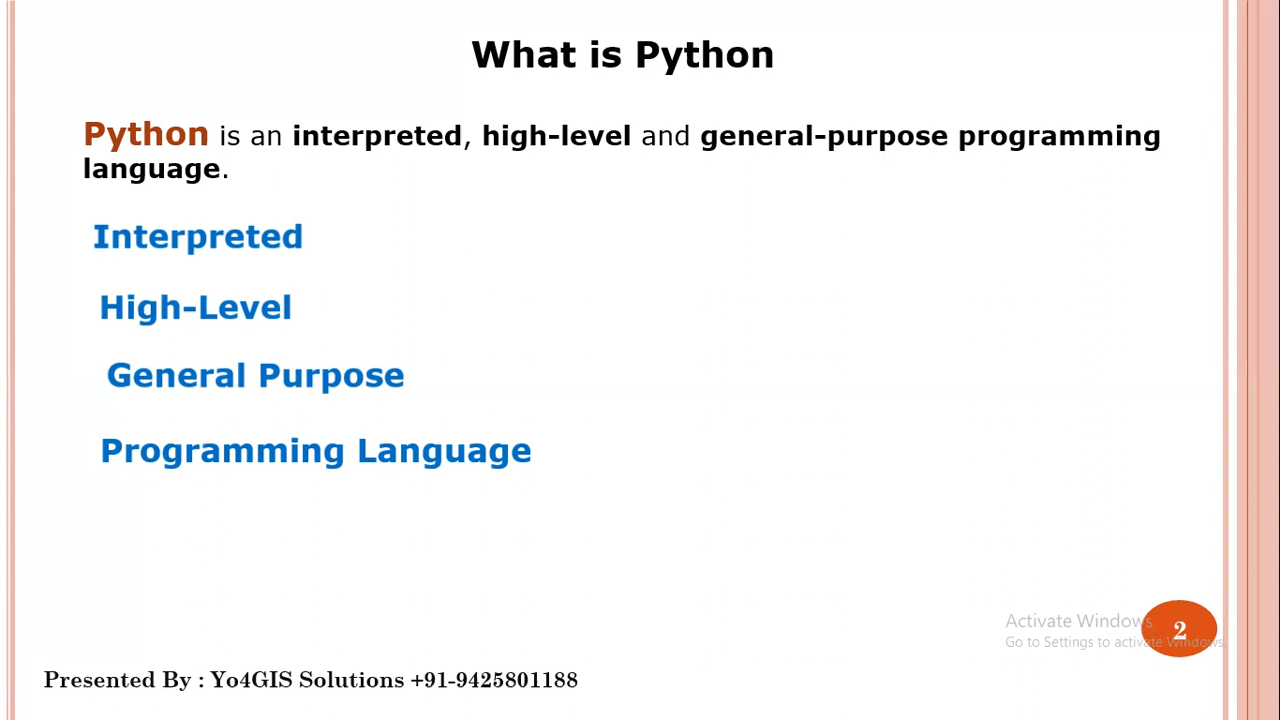 What is Python
Python is an interpreted, high-level and general-purpose programming
language.
Interpreted
High-Level
General Purpose
Programming Language
Activate Windows
Go to Settings to activate Windows.
2
Presented By : Yo4GIS Solutions +91-9425801188